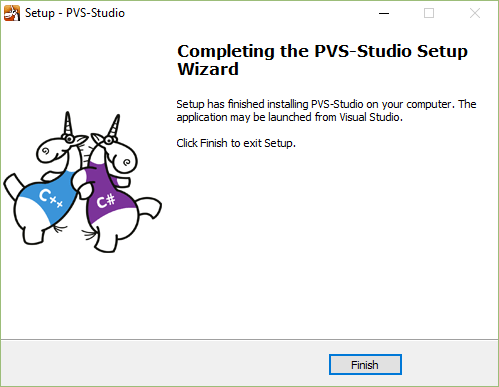 Setup - PVS-Studio
Completing the PVS-Studio Setup
Wizard
Setup has finished installing PVS-Studio on your computer. The
application may be launched from Visual Studio.
Click Finish to exit Setup.
C++
C#
Finish